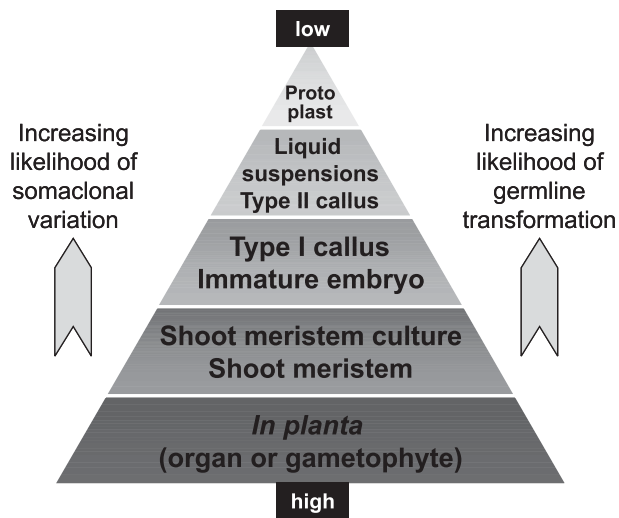 low
Proto
plast
Increasing
likelihood of
somaclonal
variation
Liquid
suspensions
Type II callus
Increasing
likelihood of
germline
transformation
Type I callus
Immature embryo
Shoot meristem culture
Shoot meristem
In planta
(organ or gametophyte)
high